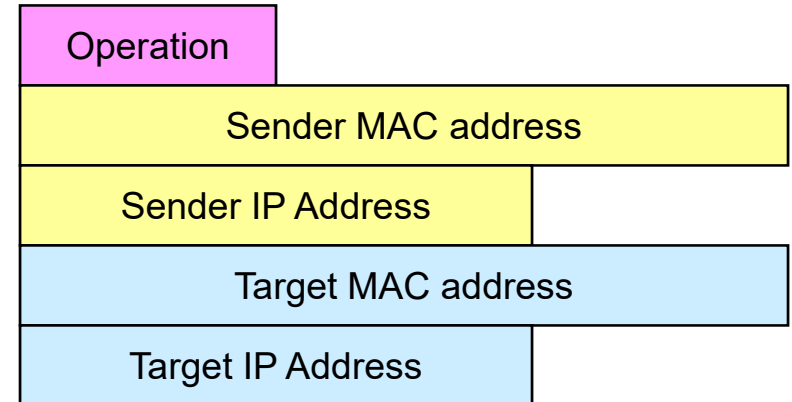 Operation
Sender MAC address
Sender IP Address
Target MAC address
Target IP Address